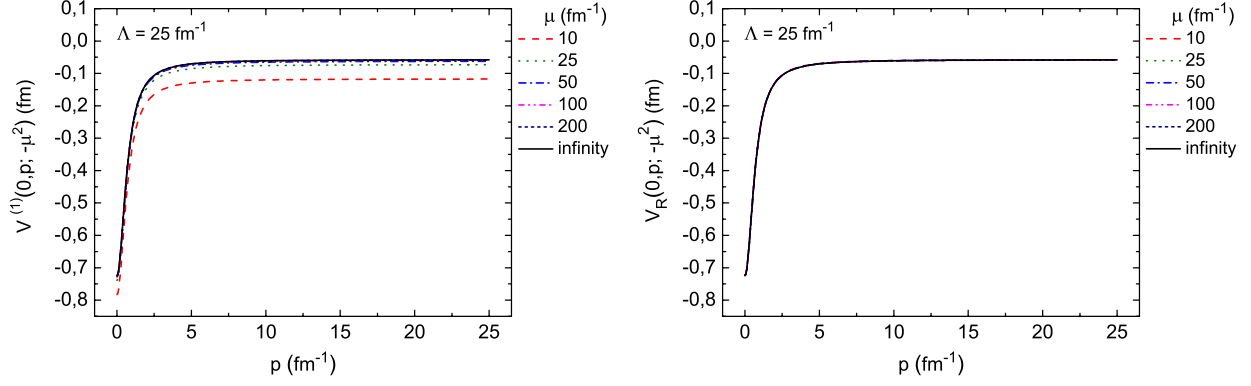 Λ = 25 fm⁻¹
μ (fm⁻¹)
10
25
50
100
200
infinity
0,1
0,0
-0,1
-0,2
-0,3
-0,4
-0,5
-0,6
-0,7
-0,8
V⁽¹⁾(0,p; -μ²) (fm)
0 5 10 15 20 25
p (fm⁻¹)
Λ = 25 fm⁻¹
μ (fm⁻¹)
10
25
50
100
200
infinity
0,1
0,0
-0,1
-0,2
-0,3
-0,4
-0,5
-0,6
-0,7
-0,8
V_R(0,p; -μ²) (fm)
0 5 10 15 20 25
p (fm⁻¹)